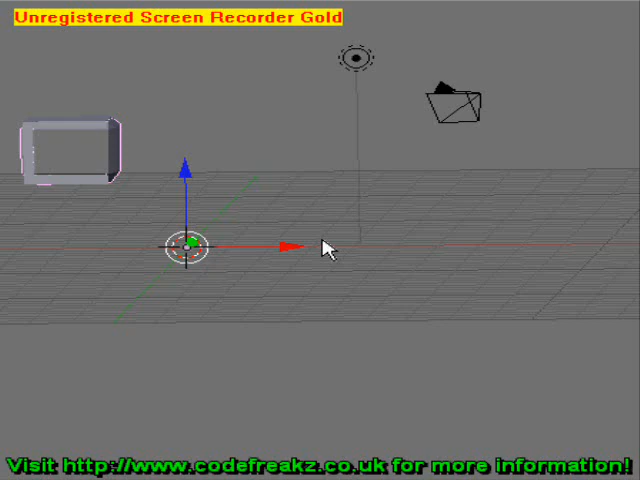 Unregistered Screen Recorder Gold
Visit http://www.codefreakz.co.uk for more information!